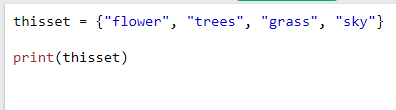 thisset = {"flower", "trees", "grass", "sky"}
print(thisset)